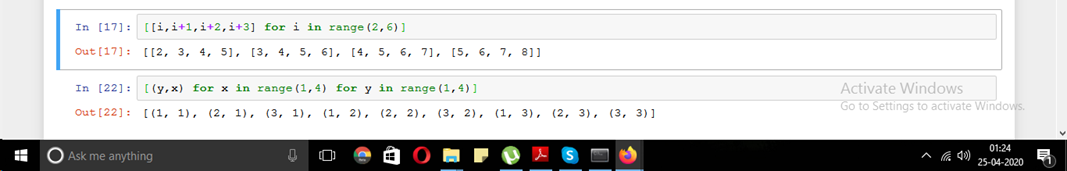 In [17]: [[i,i+1,i+2,i+3] for i in range(2,6)]
Out[17]: [[2, 3, 4, 5], [3, 4, 5, 6], [4, 5, 6, 7], [5, 6, 7, 8]]
In [22]: [(y,x) for x in range(1,4) for y in range(1,4)]
Activate Windows
Go to Settings to activate Windows.
Out[22]: [(1, 1), (2, 1), (3, 1), (1, 2), (2, 2), (3, 2), (1, 3), (2, 3), (3, 3)]
Ask me anything
01:24
25-04-2020
1